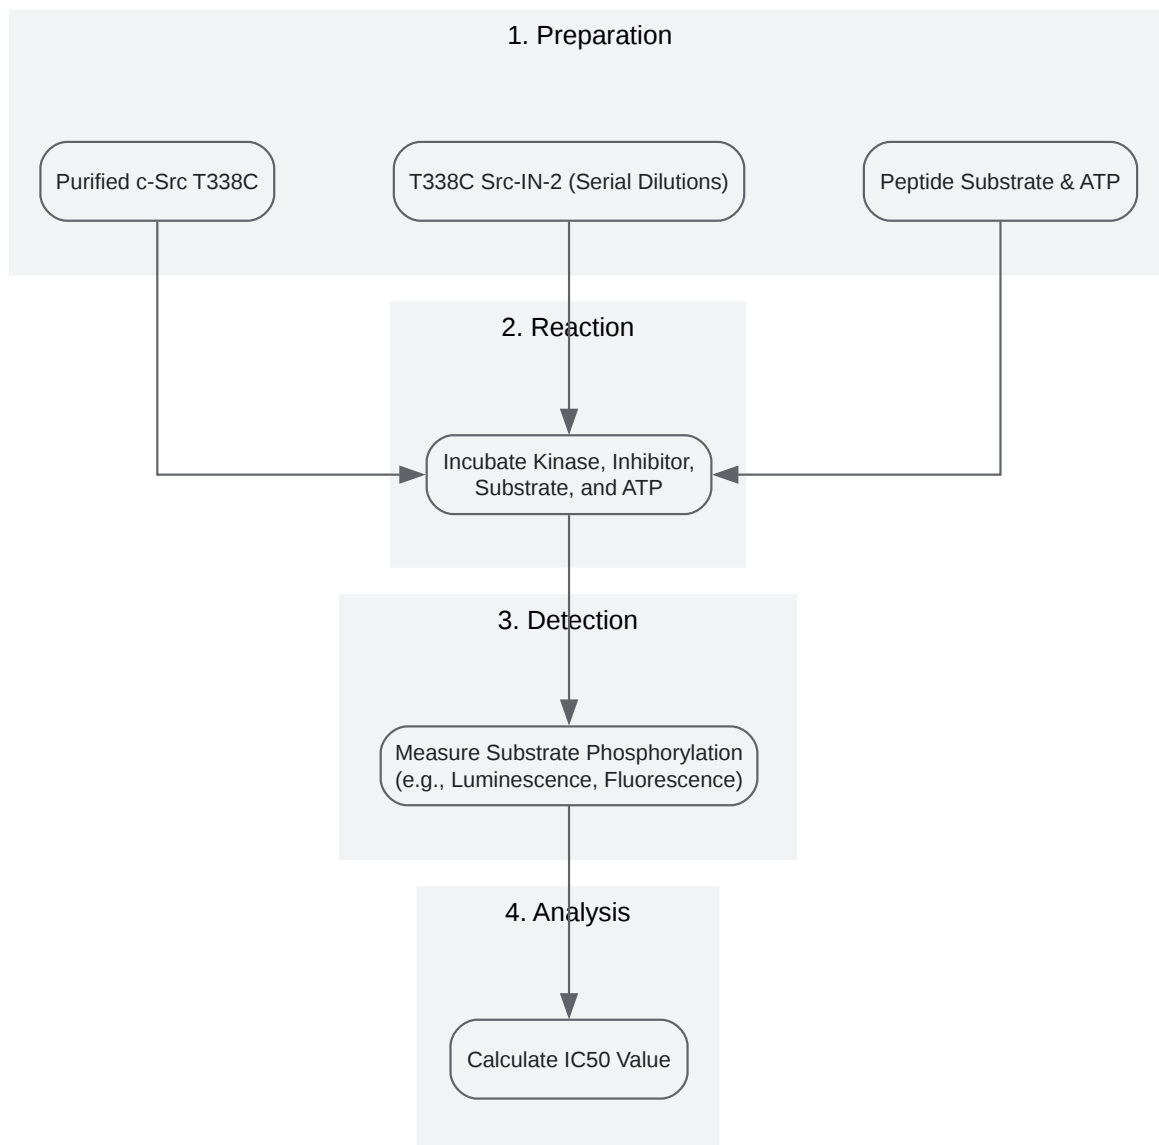 1. Preparation
Purified c-Src T338C
T338C Src-IN-2 (Serial Dilutions)
Peptide Substrate & ATP
2. Reaction
Incubate Kinase, Inhibitor,
Substrate, and ATP
3. Detection
Measure Substrate Phosphorylation
(e.g., Luminescence, Fluorescence)
4. Analysis
Calculate IC50 Value